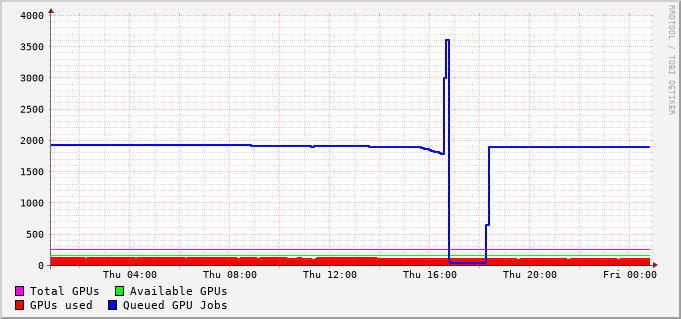 4000
3500
3000
2500
2000
1500
1000
500
0
Thu 04:00 Thu 08:00 Thu 12:00 Thu 16:00 Thu 20:00 Fri 00:00
Total GPUs Available GPUs
GPUs used Queued GPU Jobs
RRDTOOL / TOBI OETIKER